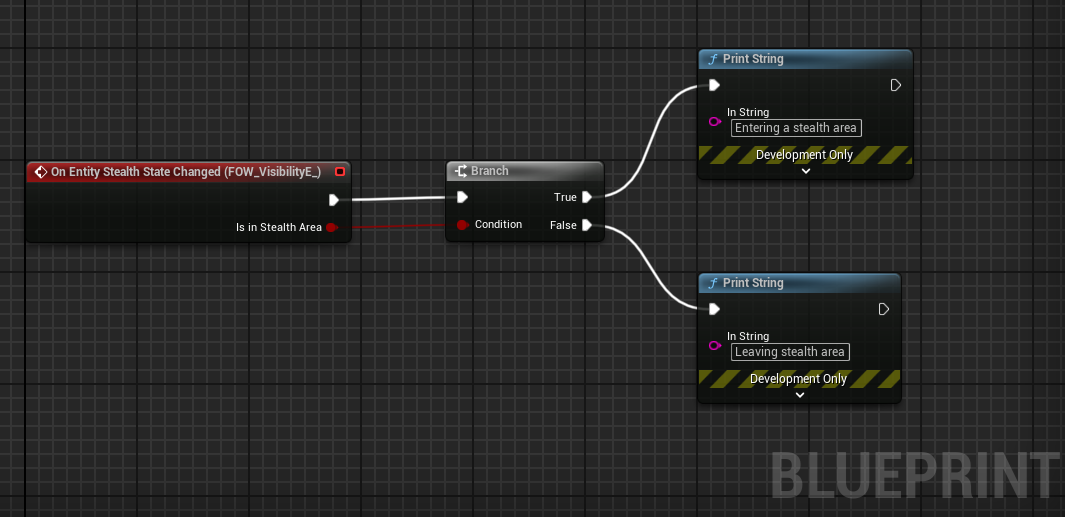 Print String
In String
Entering a stealth area
Development Only
On Entity Stealth State Changed (FOW_VisibilityE_)
Is in Stealth Area
Branch
True
Condition
False
Print String
In String
Leaving stealth area
Development Only
BLUEPRINT